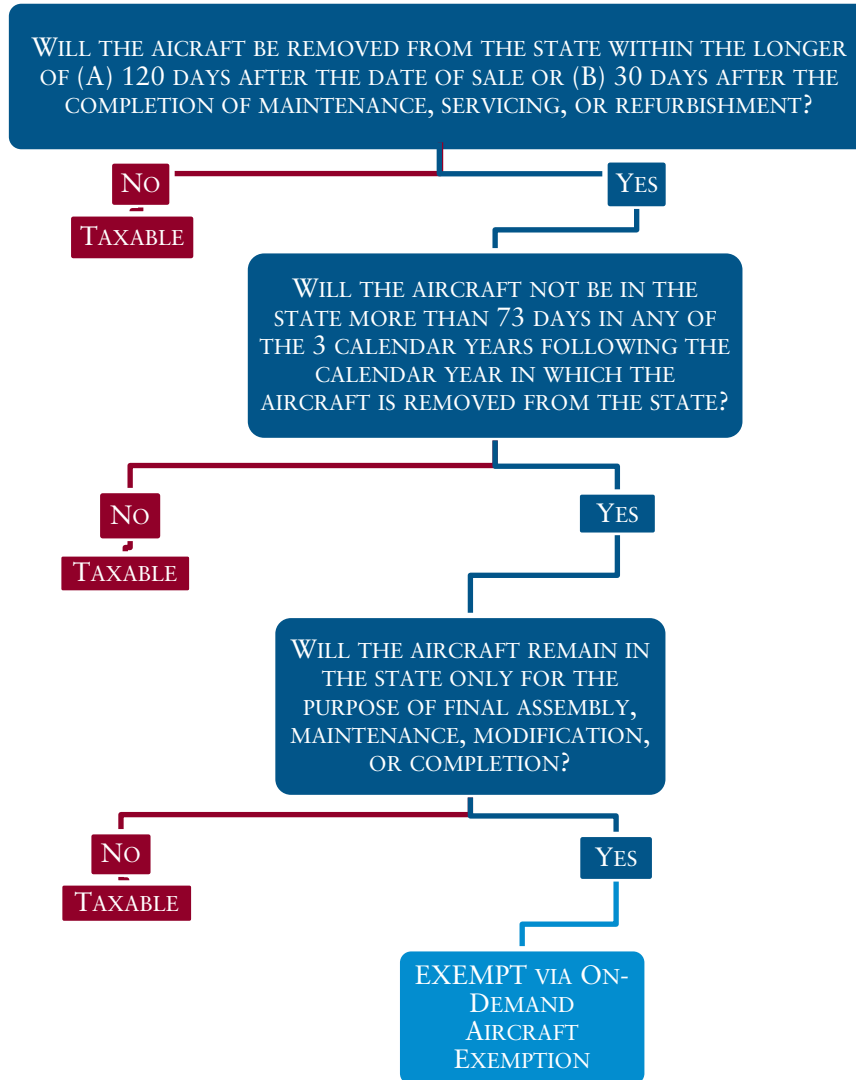 WILL THE AICRAFT BE REMOVED FROM THE STATE WITHIN THE LONGER
OF (A) 120 DAYS AFTER THE DATE OF SALE OR (B) 30 DAYS AFTER THE
COMPLETION OF MAINTENANCE, SERVICING, OR REFURBISHMENT?
NO
YES
TAXABLE
WILL THE AIRCRAFT NOT BE IN THE
STATE MORE THAN 73 DAYS IN ANY OF
THE 3 CALENDAR YEARS FOLLOWING THE
CALENDAR YEAR IN WHICH THE
AIRCRAFT IS REMOVED FROM THE STATE?
NO
YES
TAXABLE
WILL THE AIRCRAFT REMAIN IN
THE STATE ONLY FOR THE
PURPOSE OF FINAL ASSEMBLY,
MAINTENANCE, MODIFICATION,
OR COMPLETION?
NO
YES
TAXABLE
EXEMPT VIA ON-
DEMAND
AIRCRAFT
EXEMPTION